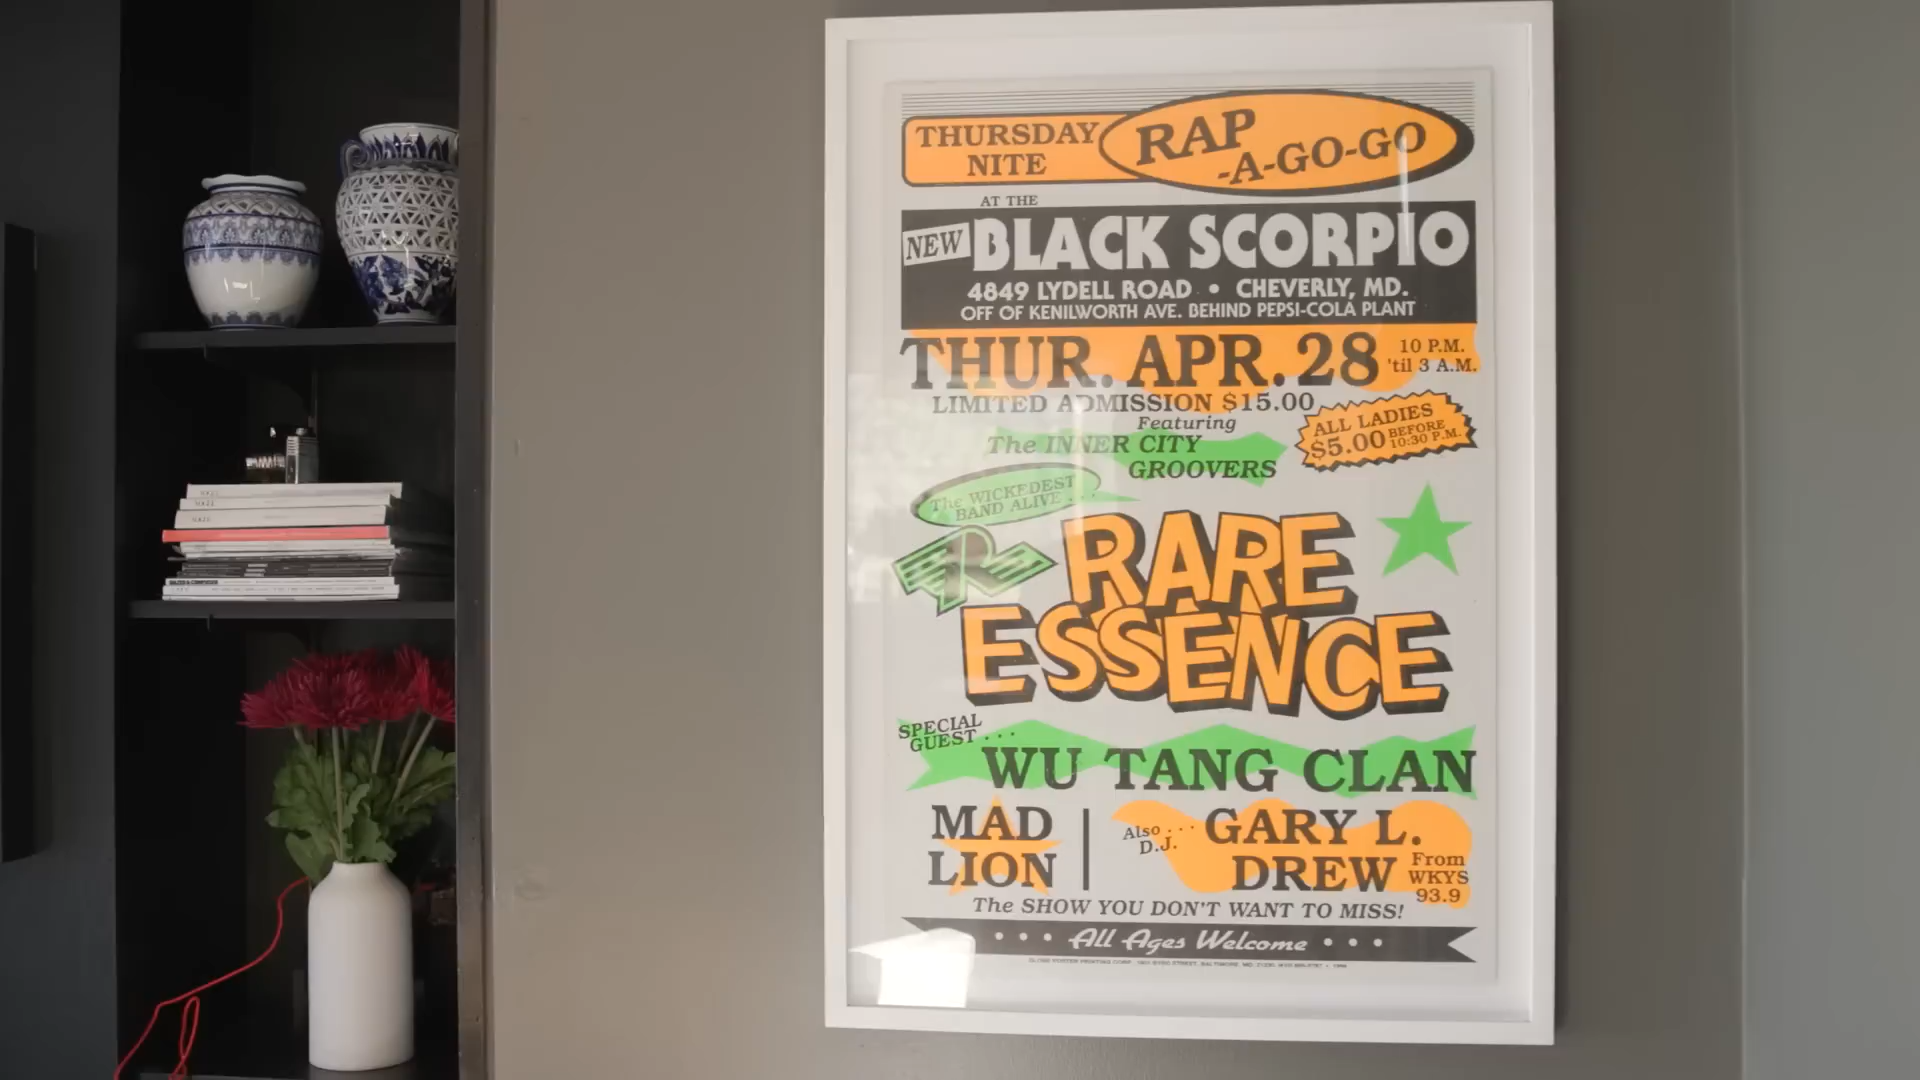 THURSDAY
NITE
RAP
-A-GO-GO
AT THE
NEW BLACK SCORPIO
4849 LYDELL ROAD • CHEVERLY, MD.
OFF OF KENILWORTH AVE. BEHIND PEPSI-COLA PLANT
THUR. APR. 28
10 P.M.
'til 3 A.M.
LIMITED ADMISSION $15.00
Featuring
The INNER CITY
GROOVERS
ALL LADIES
$5.00 BEFORE
10:30 P.M.
The WICKEDEST
BAND ALIVE . . .
R
RARE
ESSENCE
SPECIAL
GUEST . . .
WU TANG CLAN
MAD
LION
Also . . .
D.J.
GARY L.
DREW
From
WKYS
93.9
The SHOW YOU DON'T WANT TO MISS!
• • • All Ages Welcome • • •
DAZED & CONFUSED